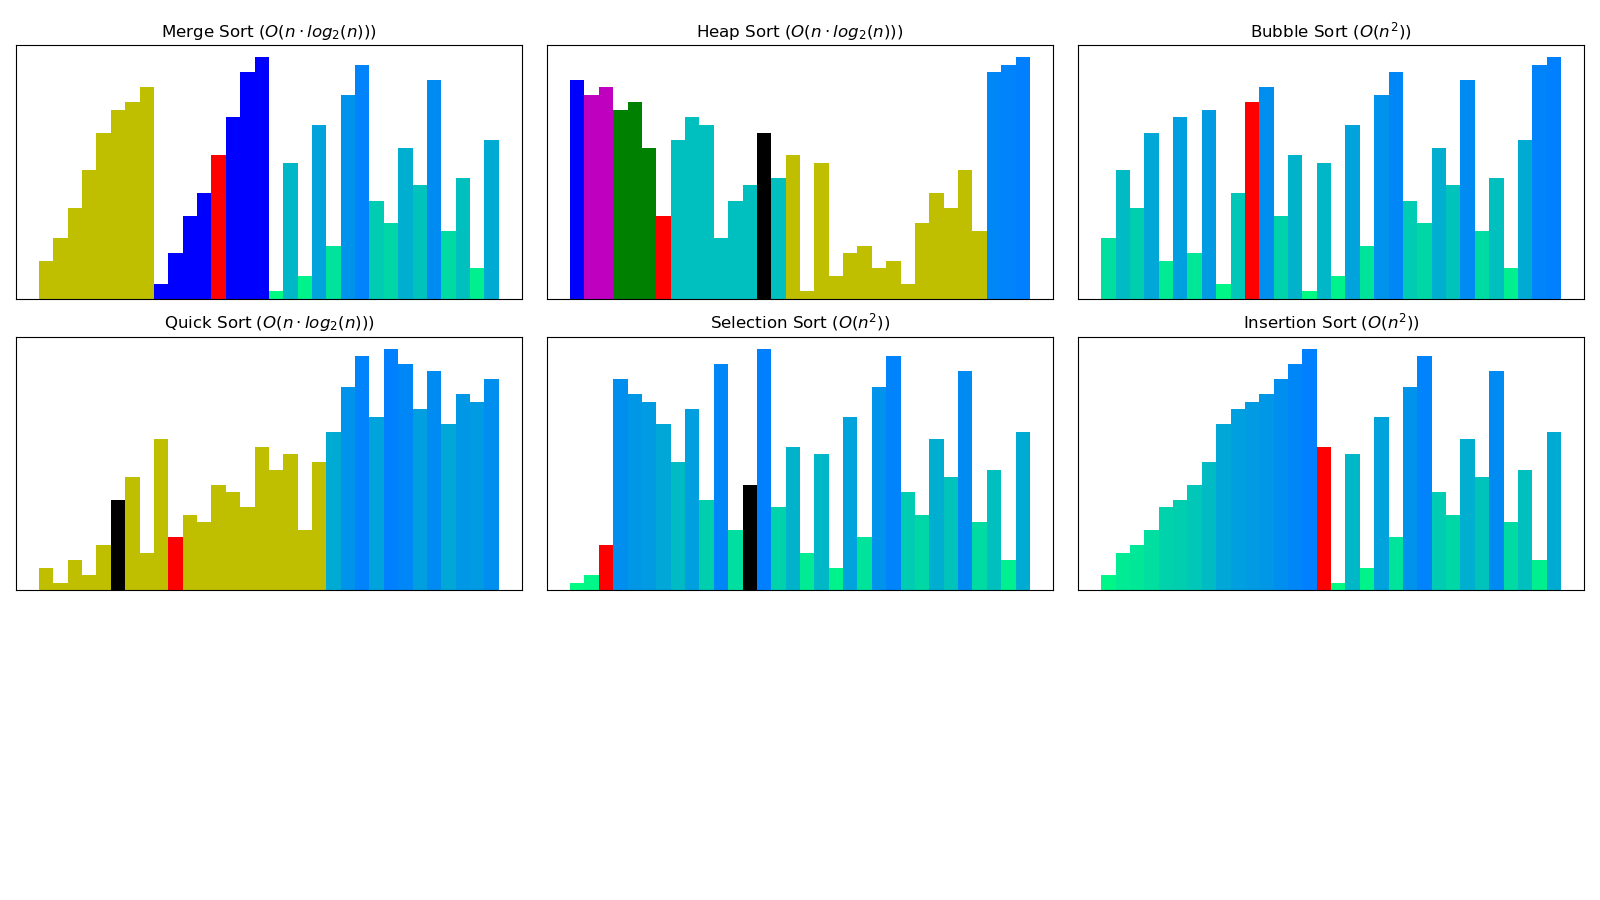 Merge Sort (O(n · log₂(n)))
Heap Sort (O(n · log₂(n)))
Bubble Sort (O(n²))
Quick Sort (O(n · log₂(n)))
Selection Sort (O(n²))
Insertion Sort (O(n²))